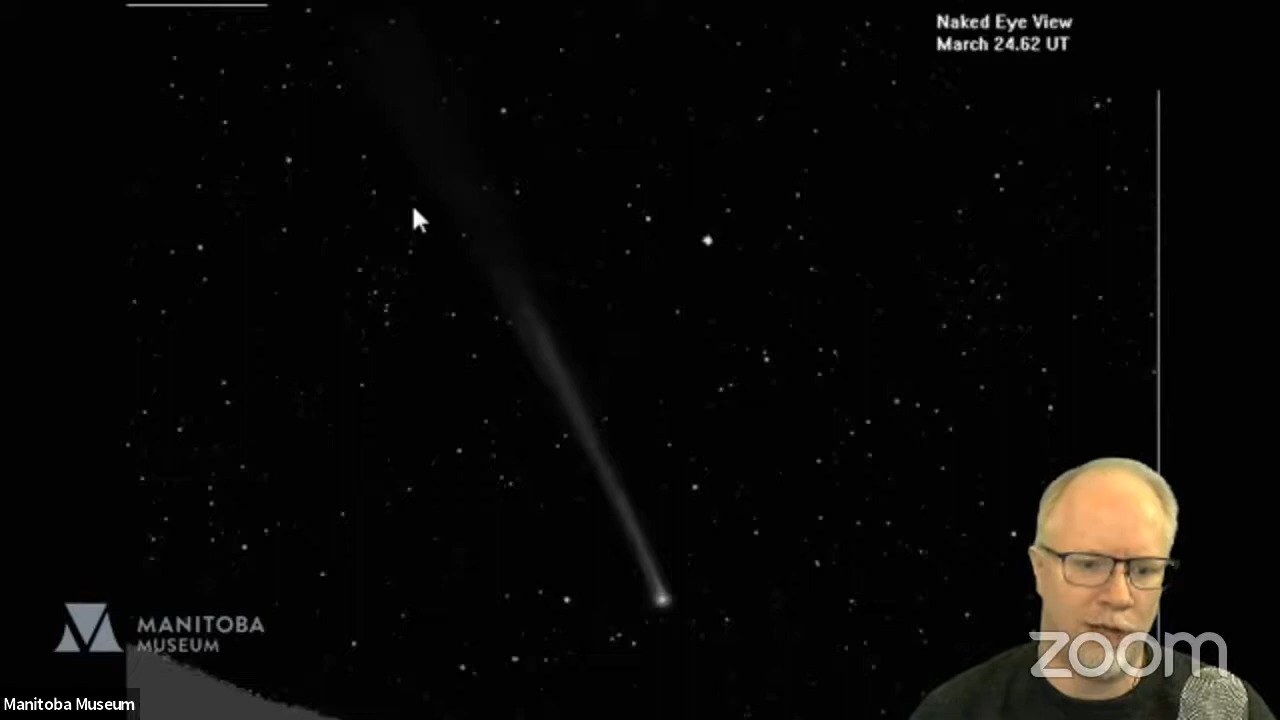 Naked Eye View
March 24.62 UT
MANITOBA
MUSEUM
zoom
Manitoba Museum